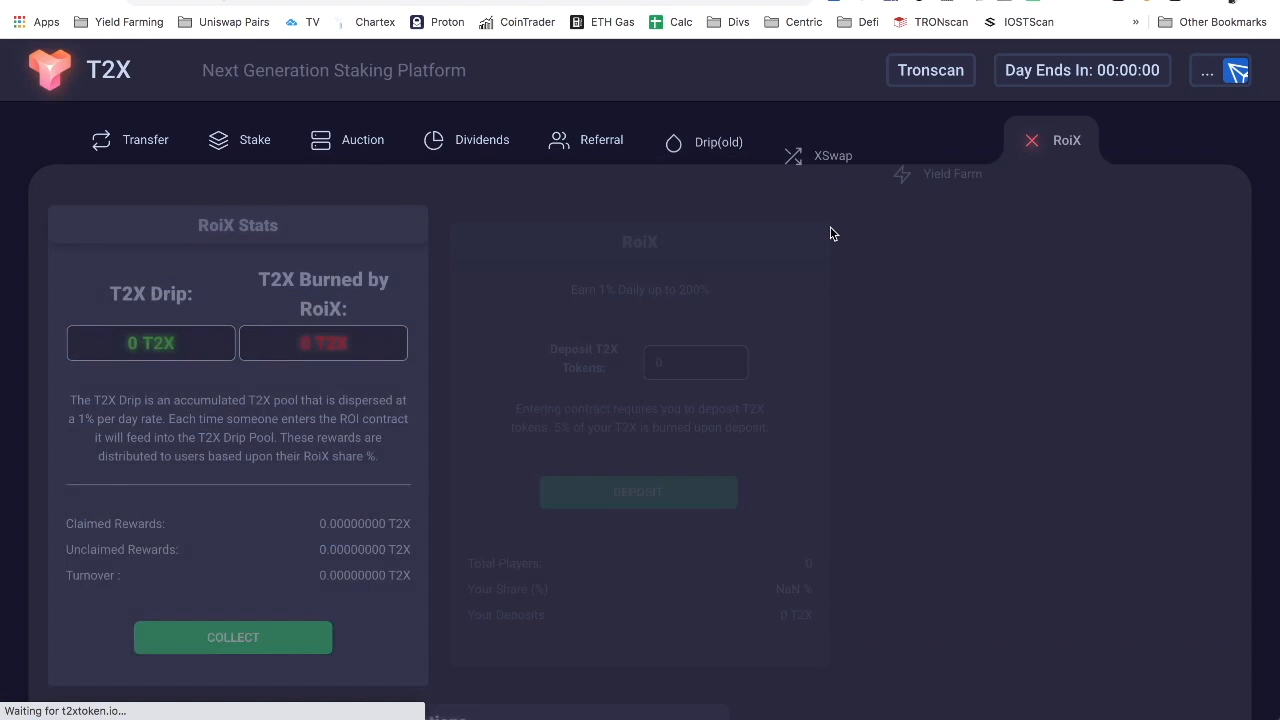 Apps Yield Farming Uniswap Pairs TV Chartex Proton CoinTrader ETH Gas Calc Divs Centric Defi TRONscan IOSTScan » Other Bookmarks
T2X Next Generation Staking Platform Tronscan Day Ends In: 00:00:00 ...
Transfer Stake Auction Dividends Referral Drip(old) XSwap Yield Farm RoiX
RoiX Stats
T2X Drip:
T2X Burned by
RoiX:
0 T2X 0 T2X
The T2X Drip is an accumulated T2X pool that is dispersed at
a 1% per day rate. Each time someone enters the ROI contract
it will feed into the T2X Drip Pool. These rewards are
distributed to users based upon their RoiX share %.
Claimed Rewards: 0.00000000 T2X
Unclaimed Rewards: 0.00000000 T2X
Turnover : 0.00000000 T2X
COLLECT
RoiX
Earn 1% Daily up to 200%
Deposit T2X
Tokens:
0
Entering contract requires you to deposit T2X
tokens. 5% of your T2X is burned upon deposit.
DEPOSIT
Total Players: 0
Your Share (%) NaN %
Your Deposits 0 T2X
Waiting for t2xtoken.io...